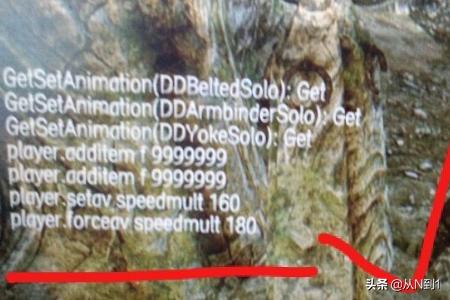 GetSetAnimation(DDBeltedSolo): Get
GetSetAnimation(DDArmbinderSolo): Get
GetSetAnimation(DDYokeSolo): Get
player.additem f 9999999
player.additem f 9999999
player.setav speedmult 160
player.forceav speedmult 180
头条 @从N到1